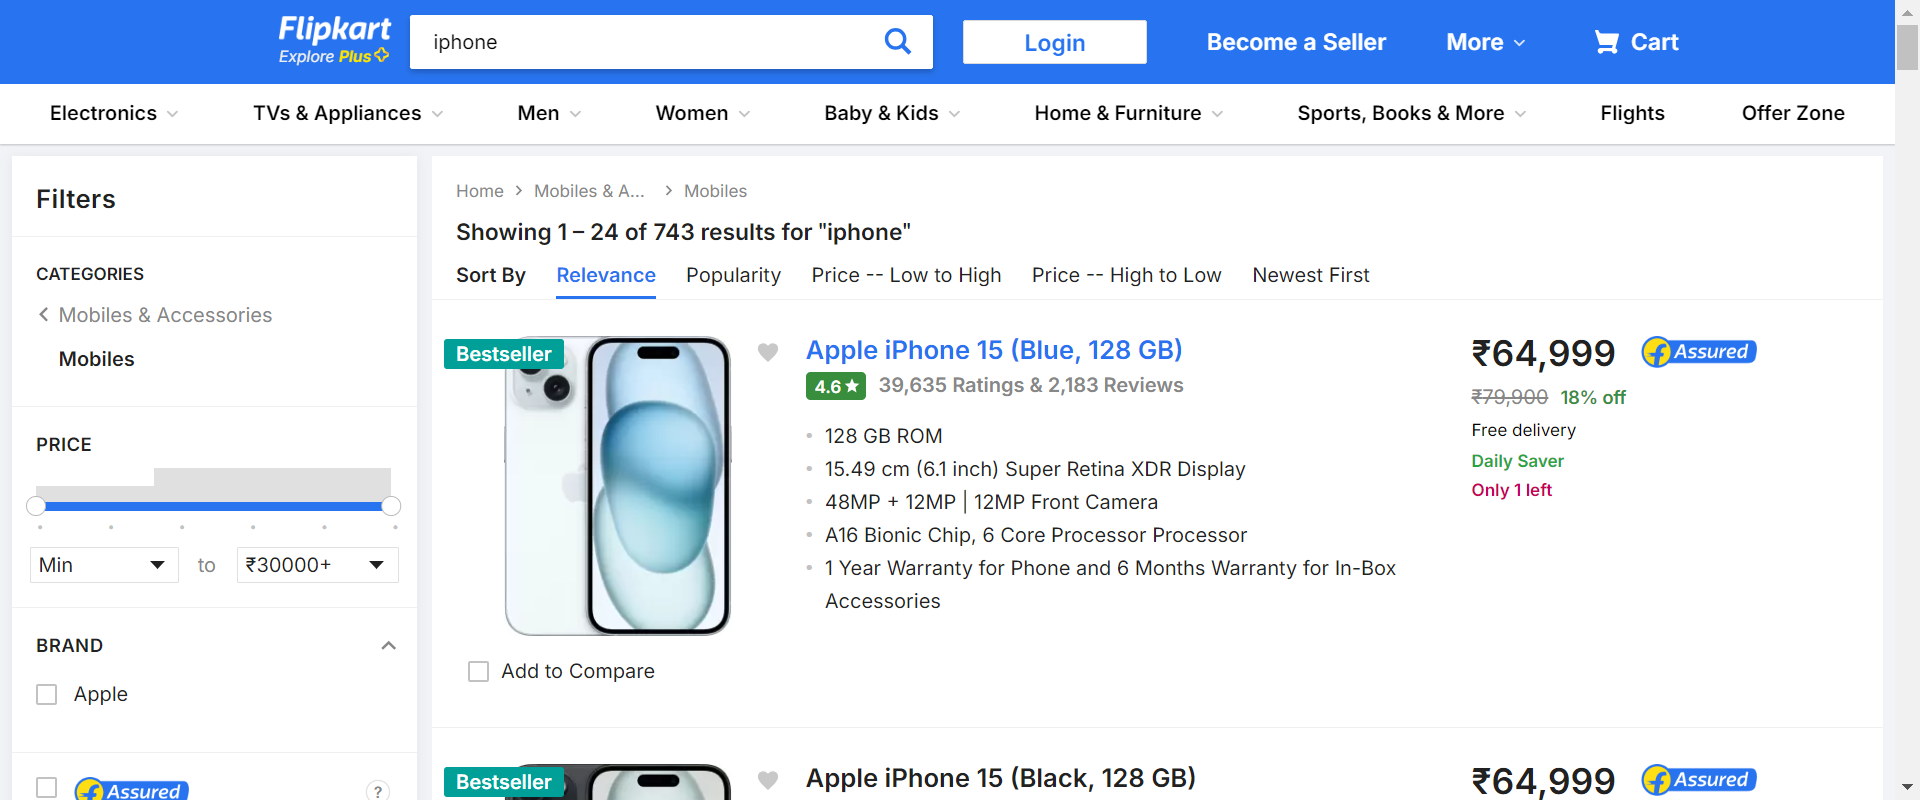 Flipkart
Explore Plus
iphone
Login
Become a Seller
More
Cart
Electronics
TVs & Appliances
Men
Women
Baby & Kids
Home & Furniture
Sports, Books & More
Flights
Offer Zone
Filters
CATEGORIES
Mobiles & Accessories
Mobiles
PRICE
Min
to
₹30000+
BRAND
Apple
Assured
?
Home
Mobiles & A...
Mobiles
Showing 1 – 24 of 743 results for "iphone"
Sort By
Relevance
Popularity
Price -- Low to High
Price -- High to Low
Newest First
Bestseller
Add to Compare
Apple iPhone 15 (Blue, 128 GB)
4.6★ 39,635 Ratings & 2,183 Reviews
128 GB ROM
15.49 cm (6.1 inch) Super Retina XDR Display
48MP + 12MP | 12MP Front Camera
A16 Bionic Chip, 6 Core Processor Processor
1 Year Warranty for Phone and 6 Months Warranty for In-Box
Accessories
₹64,999
Assured
₹79,900 18% off
Free delivery
Daily Saver
Only 1 left
Bestseller
Apple iPhone 15 (Black, 128 GB)
₹64,999
Assured